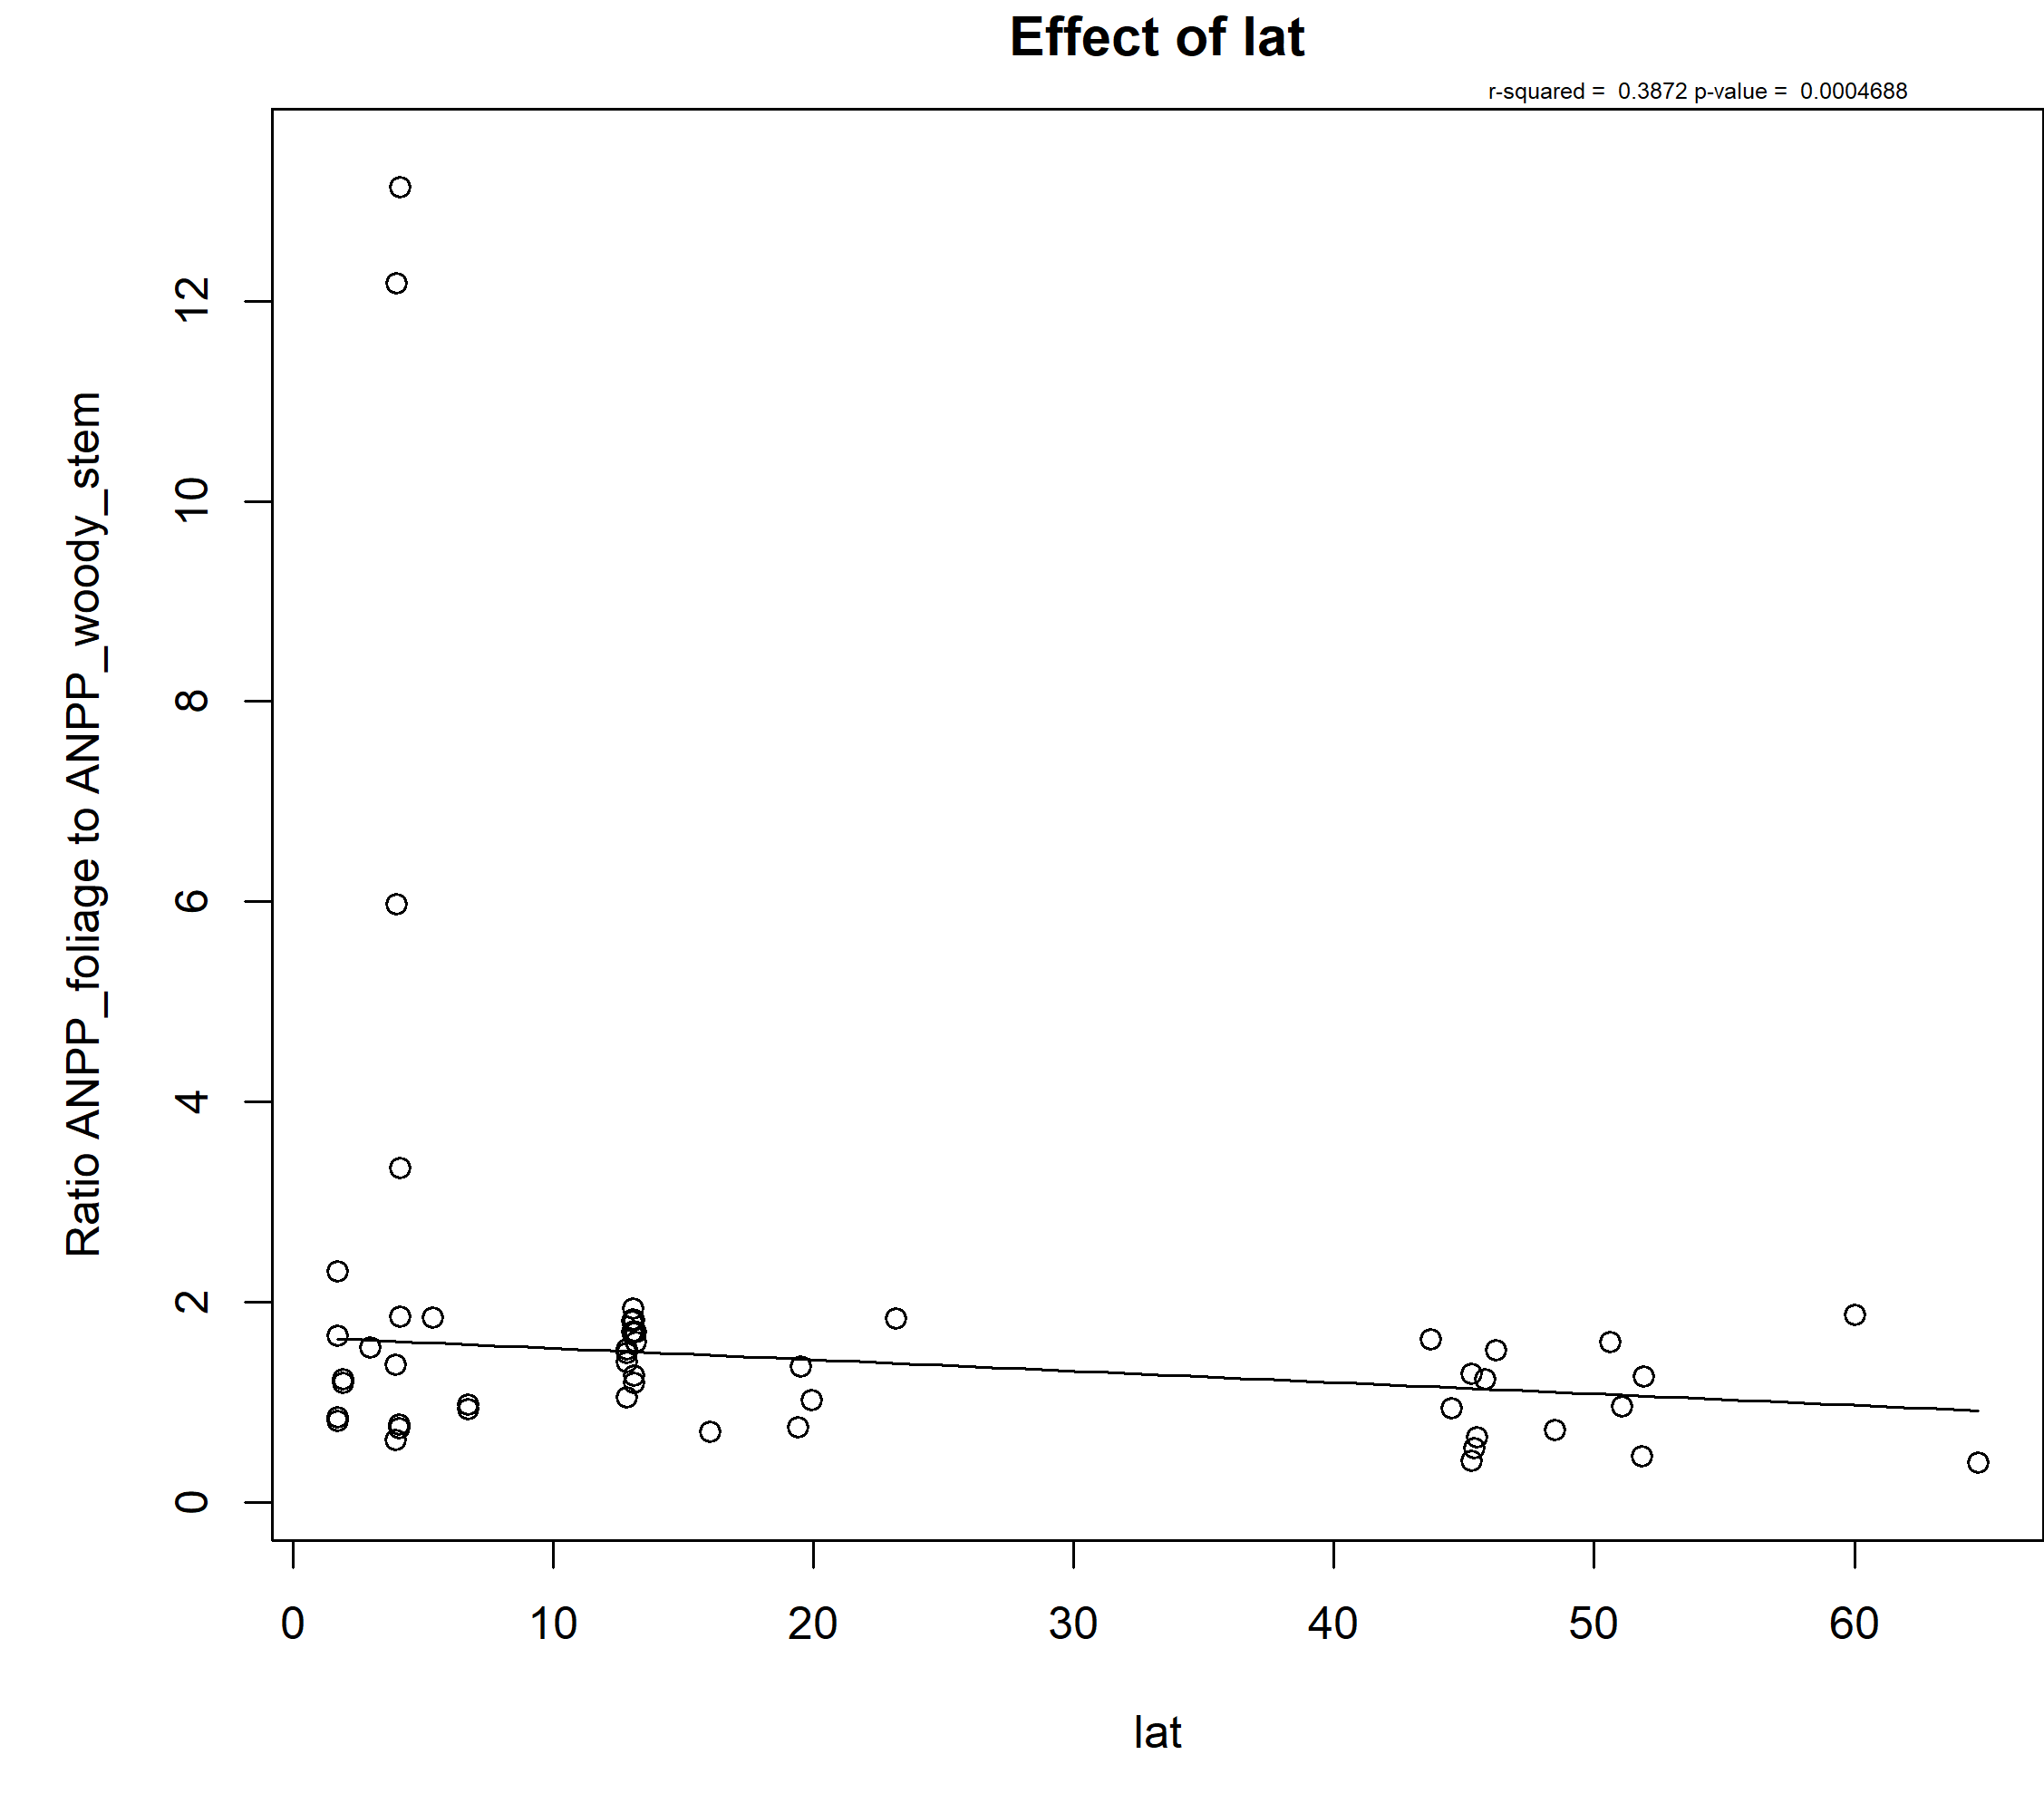 Effect of lat
r-squared =  0.3872 p-value =  0.0004688
Ratio ANPP_foliage to ANPP_woody_stem
12
10
8
6
4
2
0
0 10 20 30 40 50 60
lat